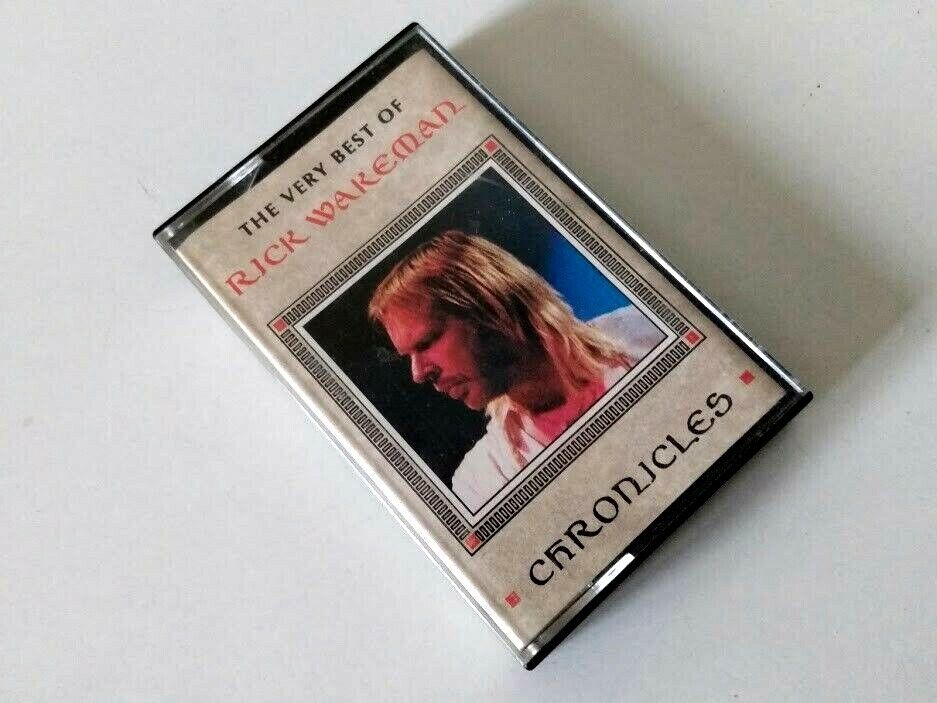 THE VERY BEST OF
RICK WAKEMAN
CHRONICLES